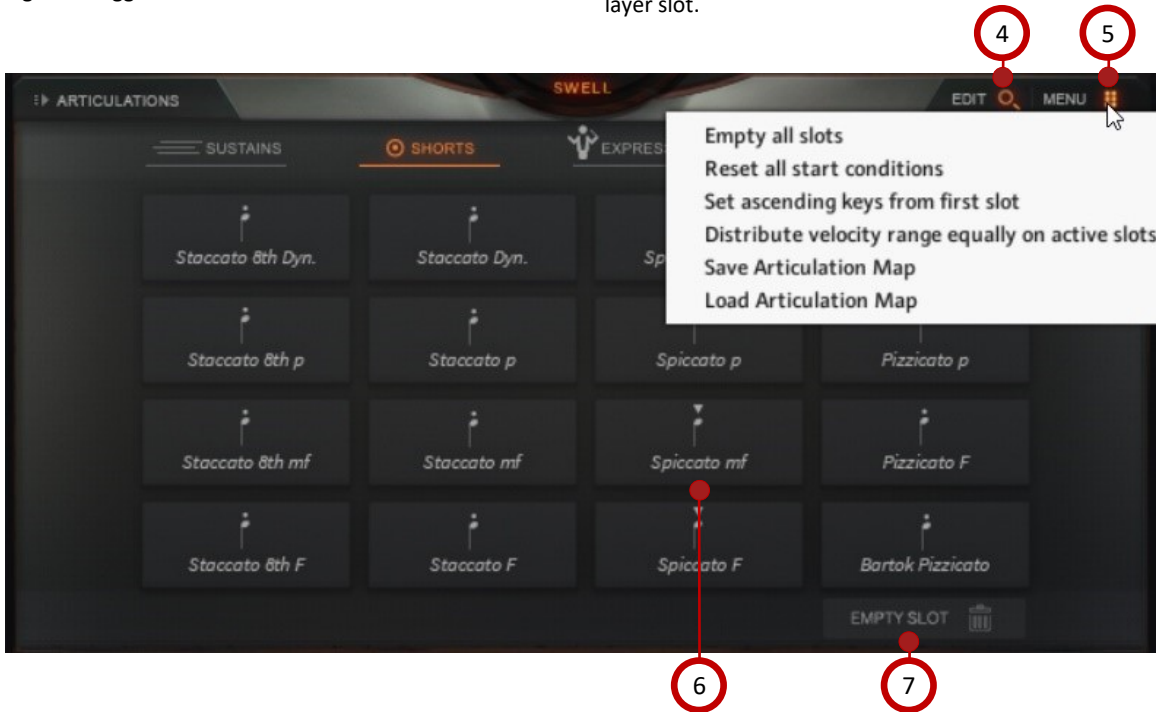 layer slot.
4
5
SWELL
ARTICULATIONS
EDIT
MENU
SUSTAINS
SHORTS
EXPRES
Empty all slots
Reset all start conditions
Set ascending keys from first slot
Distribute velocity range equally on active slots
Save Articulation Map
Load Articulation Map
Staccato 8th Dyn.
Staccato Dyn.
Sp
Staccato 8th p
Staccato p
Spiccato p
Pizzicato p
Staccato 8th mf
Staccato mf
Spiccato mf
Pizzicato F
Staccato 8th F
Staccato F
Spiccato F
Bartok Pizzicato
EMPTY SLOT
6
7